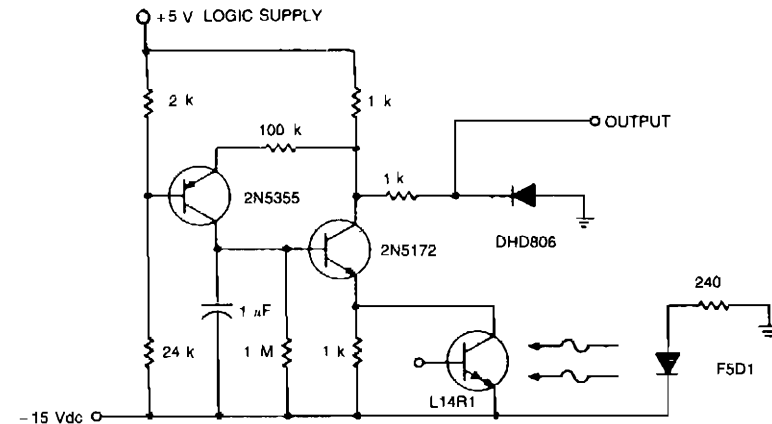 +5 V LOGIC SUPPLY
2 k
1 k
100 k
OUTPUT
1 k
2N5355
2N5172
DHD806
240
1 µF
24 k
1 M
1 k
F5D1
L14R1
−15 Vdc